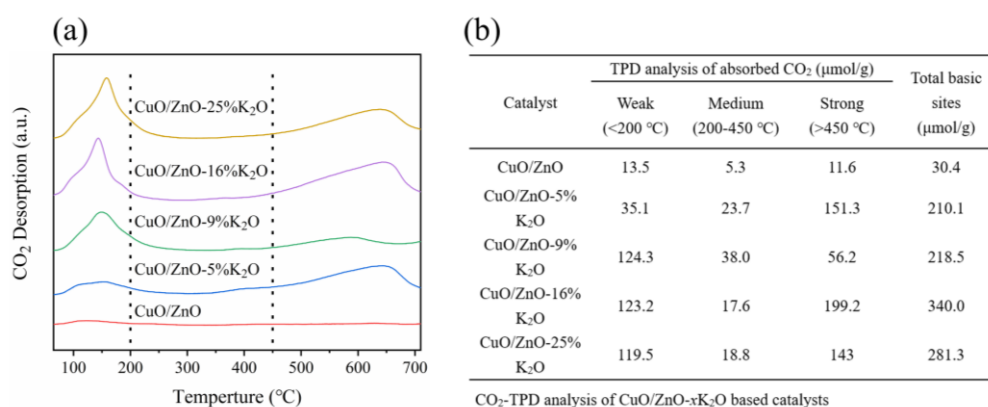 (a)
CO₂ Desorption (a.u.)
CuO/ZnO-25%K₂O
CuO/ZnO-16%K₂O
CuO/ZnO-9%K₂O
CuO/ZnO-5%K₂O
CuO/ZnO
100 200 300 400 500 600 700
Temperture (℃)
(b)
TPD analysis of absorbed CO₂ (μmol/g)
Total basic
sites
(μmol/g)
Catalyst
Weak
(<200 ℃)
Medium
(200-450 ℃)
Strong
(>450 ℃)
CuO/ZnO 13.5 5.3 11.6 30.4
CuO/ZnO-5%
K₂O
35.1 23.7 151.3 210.1
CuO/ZnO-9%
K₂O
124.3 38.0 56.2 218.5
CuO/ZnO-16%
K₂O
123.2 17.6 199.2 340.0
CuO/ZnO-25%
K₂O
119.5 18.8 143 281.3
CO₂-TPD analysis of CuO/ZnO-xK₂O based catalysts